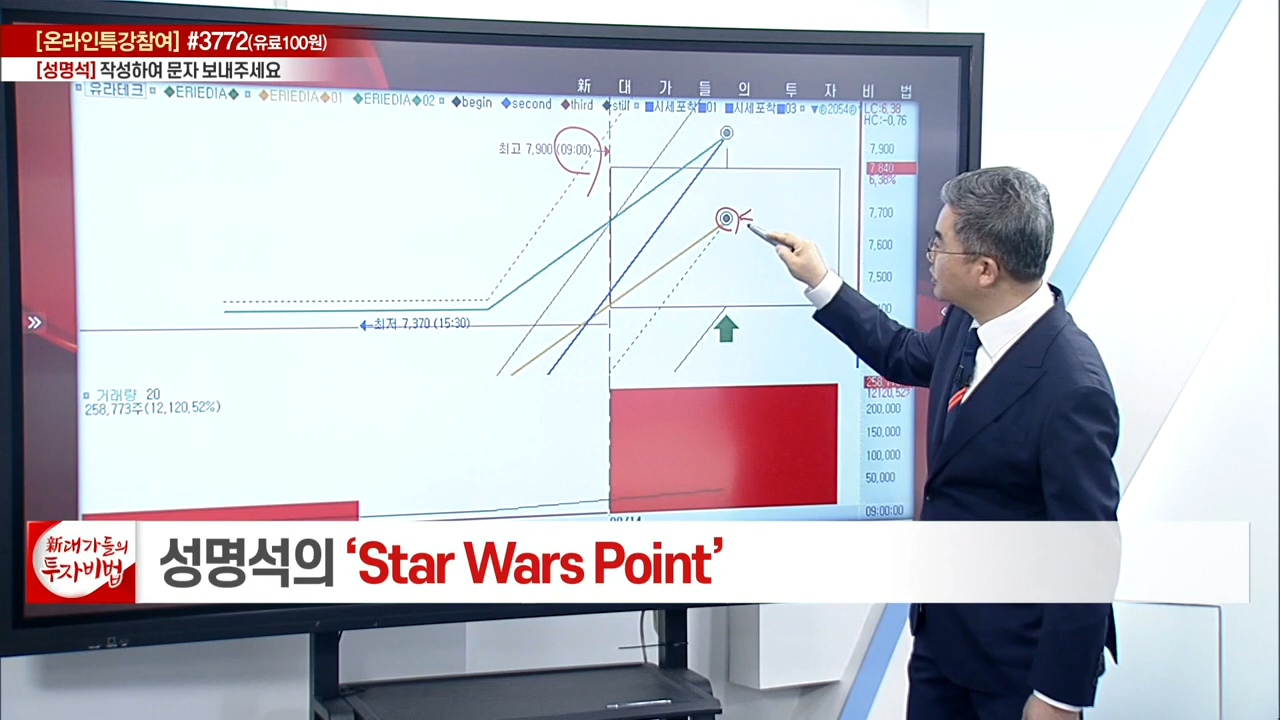 [온라인특강참여] #3772(유료100원)
[성명석] 작성하여 문자 보내주세요
新 대 가 들 의 투 자 비 법
유라테크 ◆ERIEDIA◆ ◆ERIEDIA◆01 ◆ERIEDIA◆02 ◆begin ◆second ◆third ◆still ■시세포착■01 ■시세포착■03 ▼@2054@
LC:6,38
HC:-0,76
최고 7,900 (09:00)
7,900
7,840
6,38%
7,700
7,600
7,500
최저 7,370 (15:30)
거래량 20
258,773주(12,120,52%)
12120,52%
200,000
150,000
100,000
50,000
09:00:00
新대가들의
투자비법
성명석의 ‘Star Wars Point’